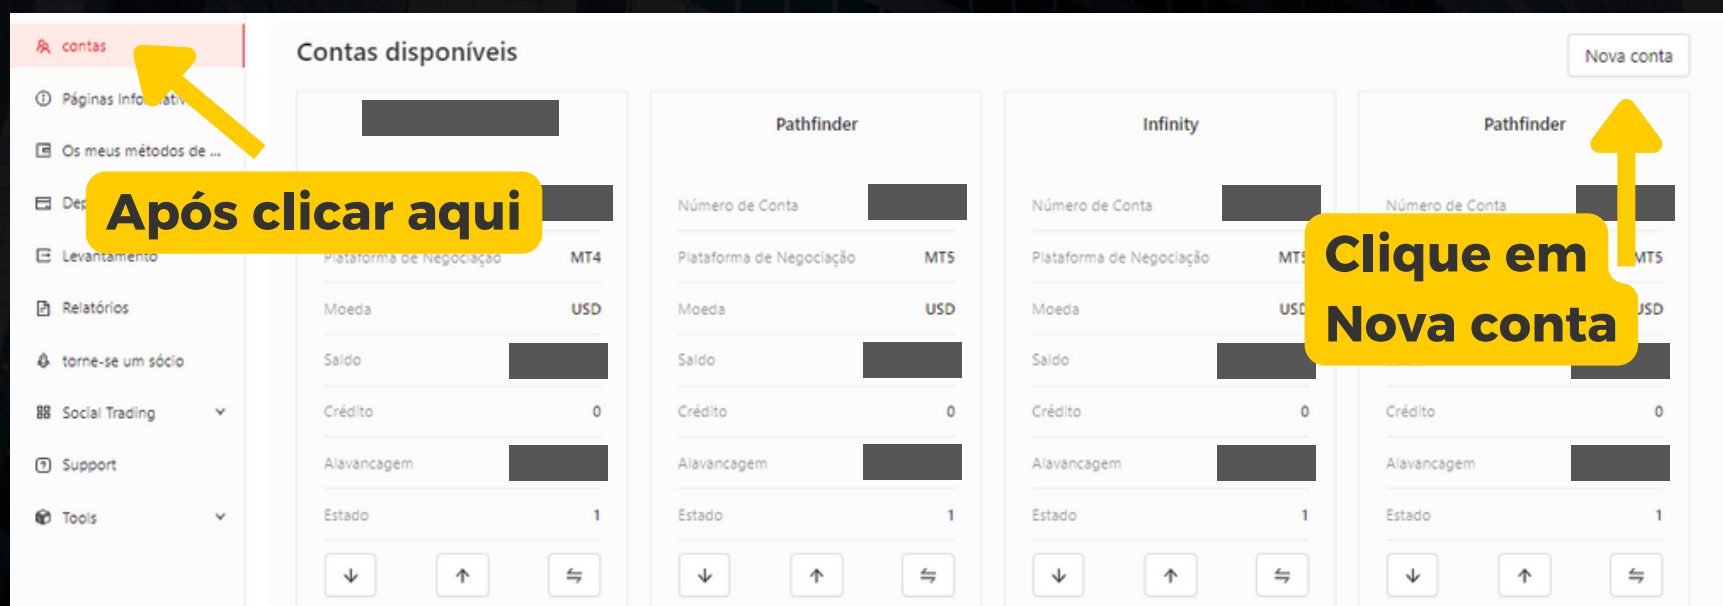 contas
Páginas Informativ
Os meus métodos de ...
Dep
Levantamento
Relatórios
torne-se um sócio
Social Trading
Support
Tools
Contas disponíveis
Nova conta
Após clicar aqui
Clique em
Nova conta
Plataforma de Negociação MT4
Moeda USD
Saldo
Crédito 0
Alavancagem
Estado 1
Pathfinder
Número de Conta
Plataforma de Negociação MT5
Moeda USD
Saldo
Crédito 0
Alavancagem
Estado 1
Infinity
Número de Conta
Plataforma de Negociação MT5
Moeda USD
Saldo
Crédito 0
Alavancagem
Estado 1
Pathfinder
Número de Conta
MT5
USD
Crédito 0
Alavancagem
Estado 1